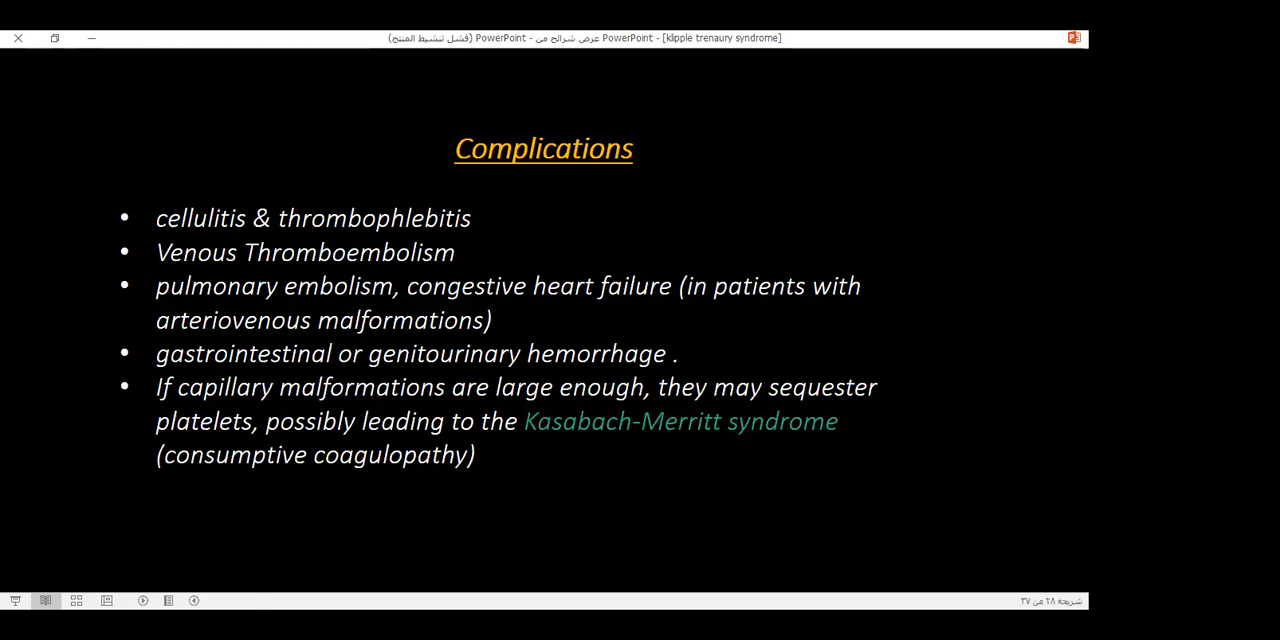 PowerPoint - [klipple trenaury syndrome] عرض شرائح من - PowerPoint (فشل تنشيط المنتج)
Complications
• cellulitis & thrombophlebitis
• Venous Thromboembolism
• pulmonary embolism, congestive heart failure (in patients with
arteriovenous malformations)
• gastrointestinal or genitourinary hemorrhage .
• If capillary malformations are large enough, they may sequester
platelets, possibly leading to the Kasabach-Merritt syndrome
(consumptive coagulopathy)
شريحة ٢٨ من ٣٧